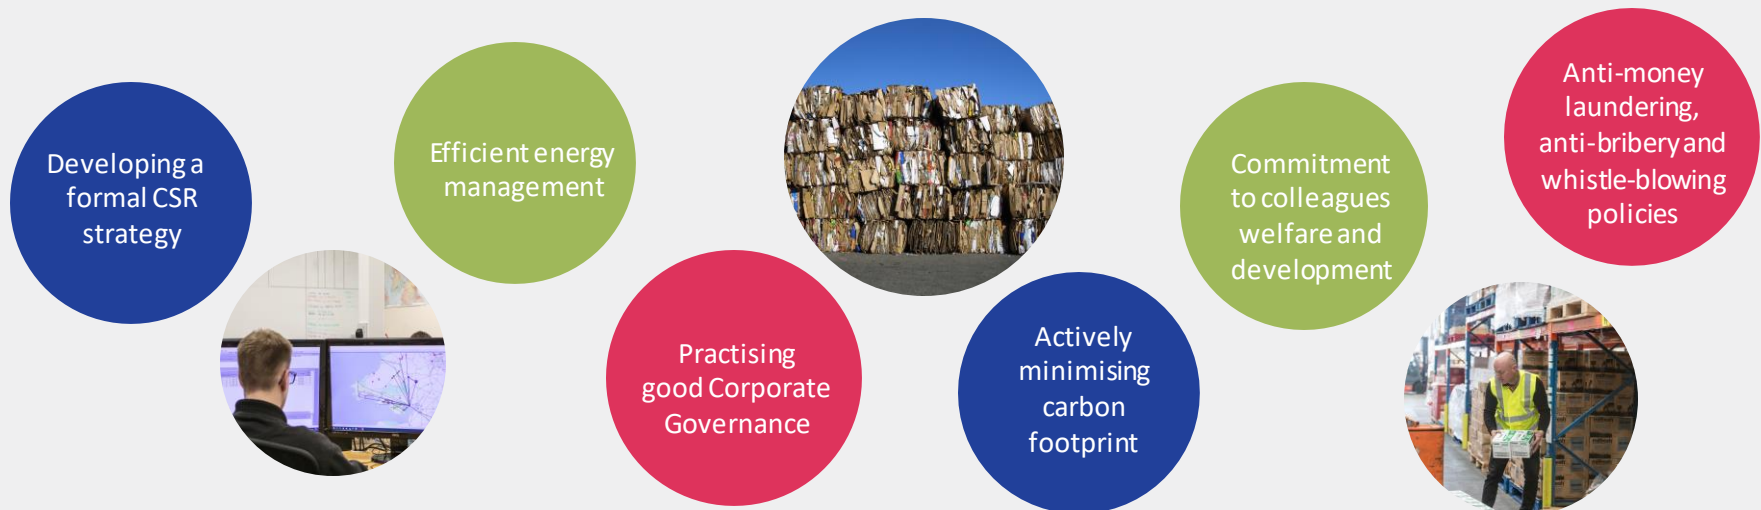 Developing a
formal CSR
strategy
Efficient energy
management
Practising
good Corporate
Governance
Actively
minimising
carbon
footprint
Commitment
to colleagues
welfare and
development
Anti-money
laundering,
anti-bribery and
whistle-blowing
policies